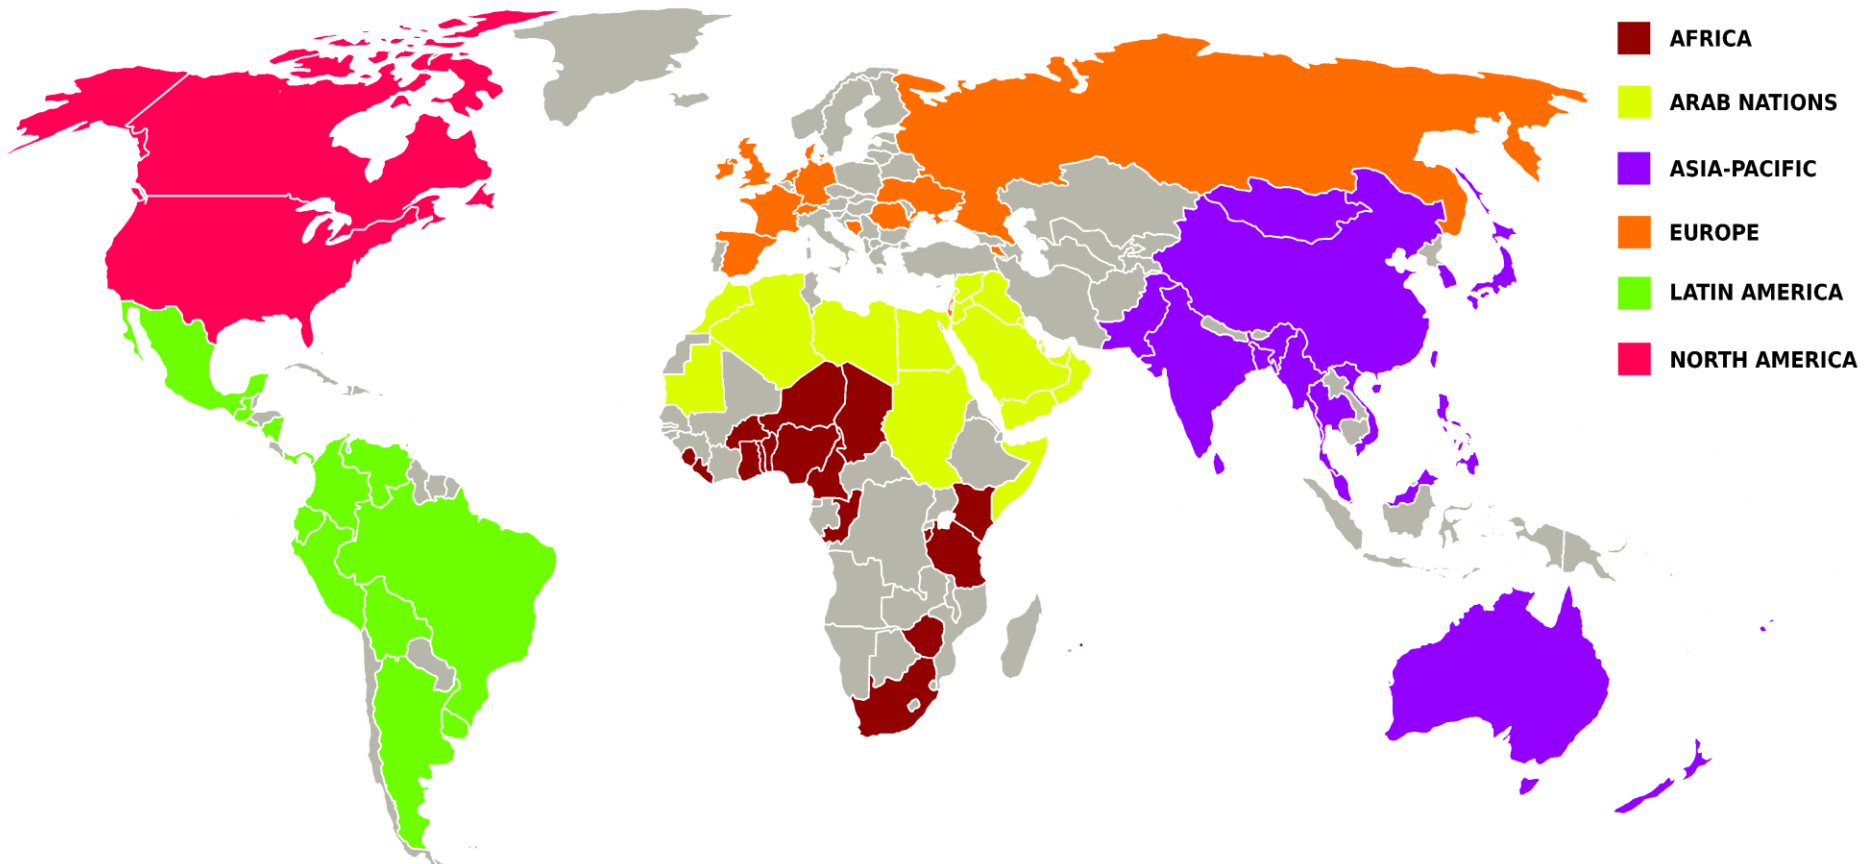 AFRICA
ARAB NATIONS
ASIA-PACIFIC
EUROPE
LATIN AMERICA
NORTH AMERICA